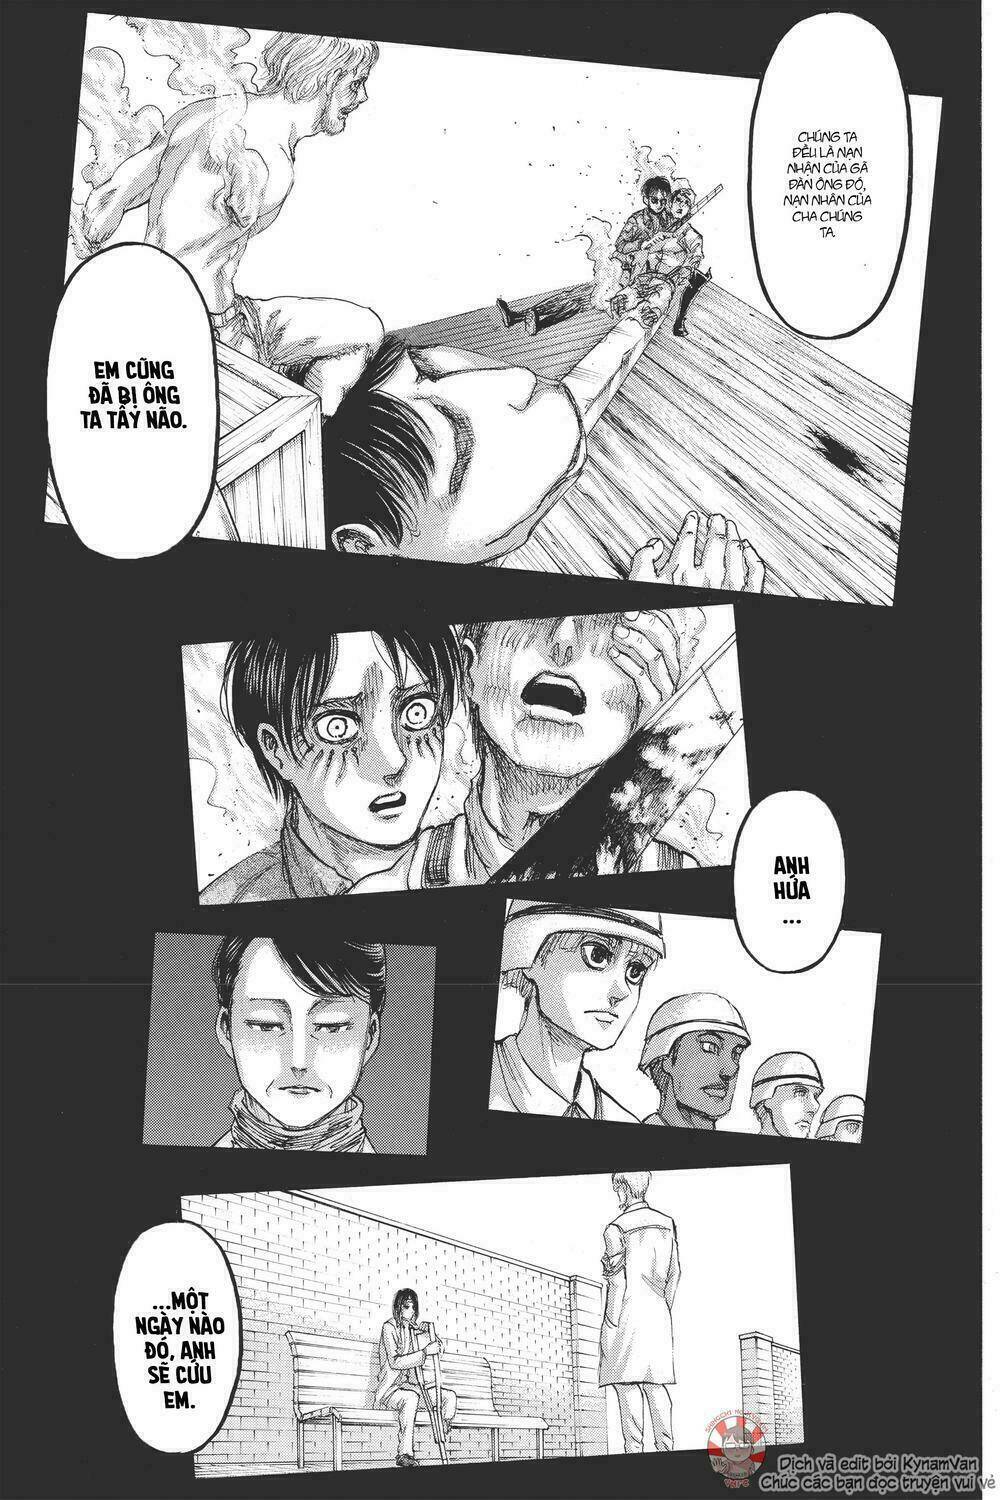 CHÚNG TA
ĐỀU LÀ NẠN
NHÂN CỦA GÃ
ĐÀN ÔNG ĐÓ,
NẠN NHÂN CỦA
CHA CHÚNG
TA.
EM CŨNG
ĐÃ BỊ ÔNG
TA TẨY NÃO.
ANH
HỨA
...
...MỘT
NGÀY NÀO
ĐÓ, ANH
SẼ CỨU
EM.
Dịch vã edit bởi KynamVan
Chúc các bạn đọc truyện vui vẻ